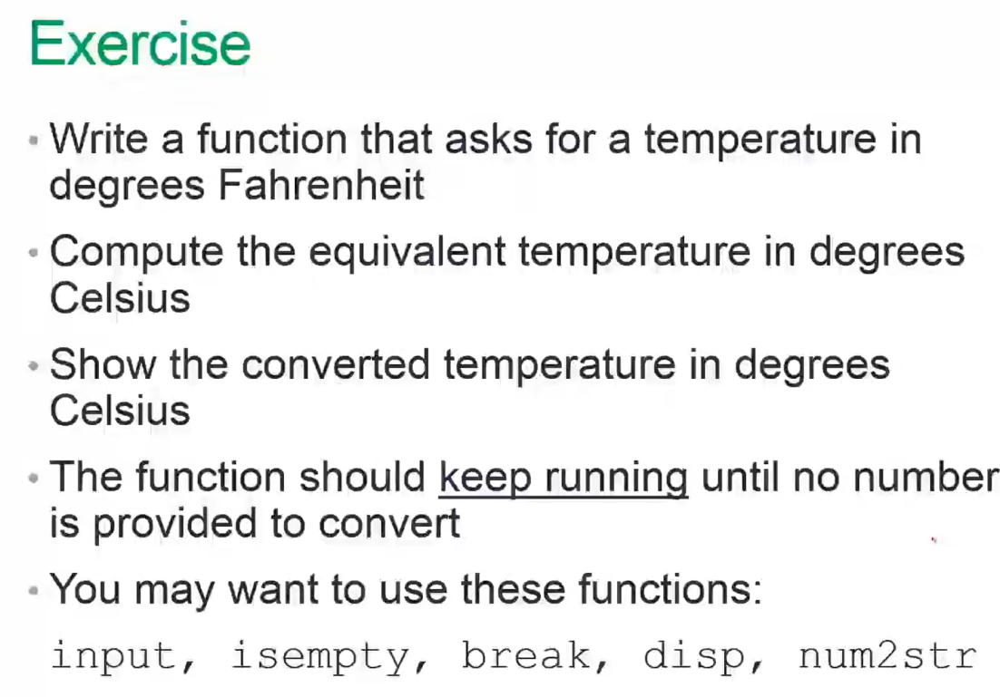 Exercise
• Write a function that asks for a temperature in
degrees Fahrenheit
• Compute the equivalent temperature in degrees
Celsius
• Show the converted temperature in degrees
Celsius
• The function should keep running until no number
is provided to convert
• You may want to use these functions:
input, isempty, break, disp, num2str